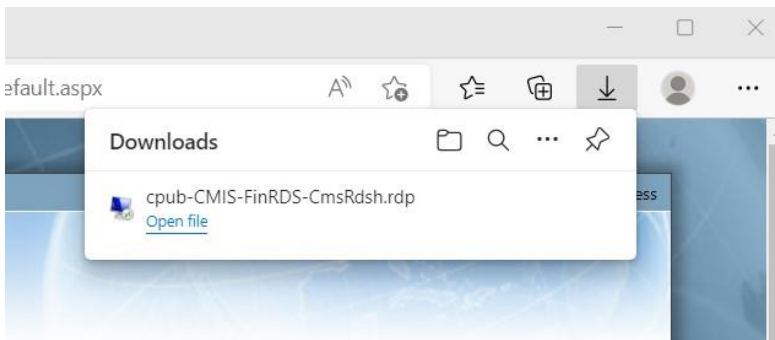 efault.aspx
Downloads
cpub-CMIS-FinRDS-CmsRdsh.rdp
Open file
ess